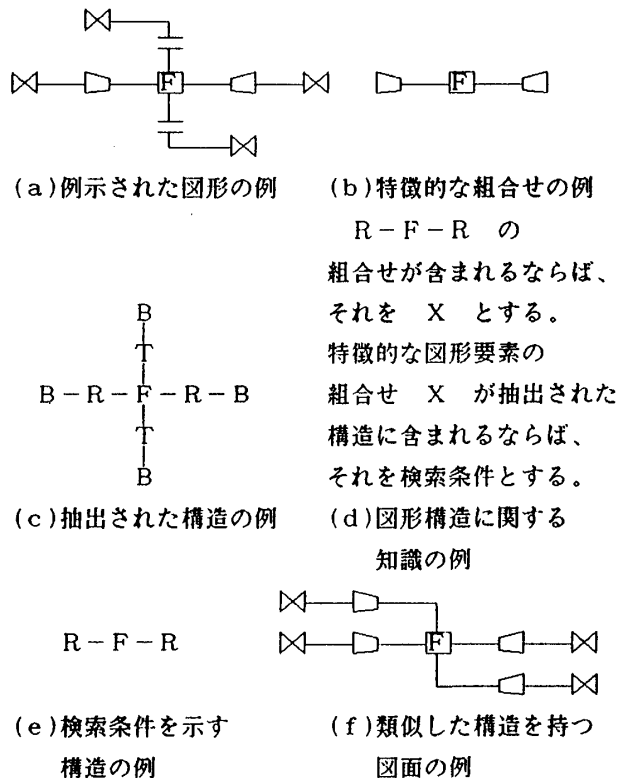 F
F
(a)例示された図形の例
(b)特徴的な組合せの例
R-F-R の
組合せが含まれるならば、
それを X とする。
特徴的な図形要素の
組合せ X が抽出された
構造に含まれるならば、
それを検索条件とする。
B
T
B-R-F-R-B
T
B
(c)抽出された構造の例
(d)図形構造に関する
知識の例
R-F-R
F
(e)検索条件を示す
構造の例
(f)類似した構造を持つ
図面の例